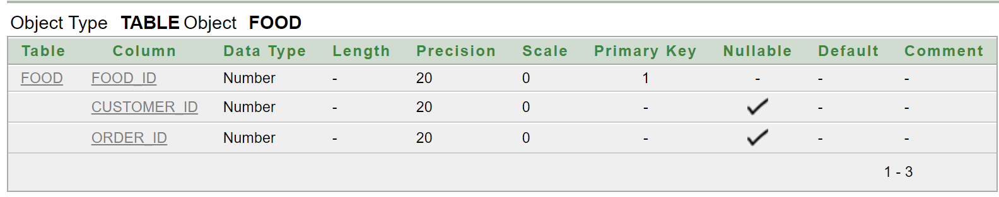 Object Type TABLE Object FOOD
Table Column Data Type Length Precision Scale Primary Key Nullable Default Comment
FOOD FOOD_ID Number - 20 0 1 - - -
CUSTOMER_ID Number - 20 0 - - -
ORDER_ID Number - 20 0 - - -
1 - 3